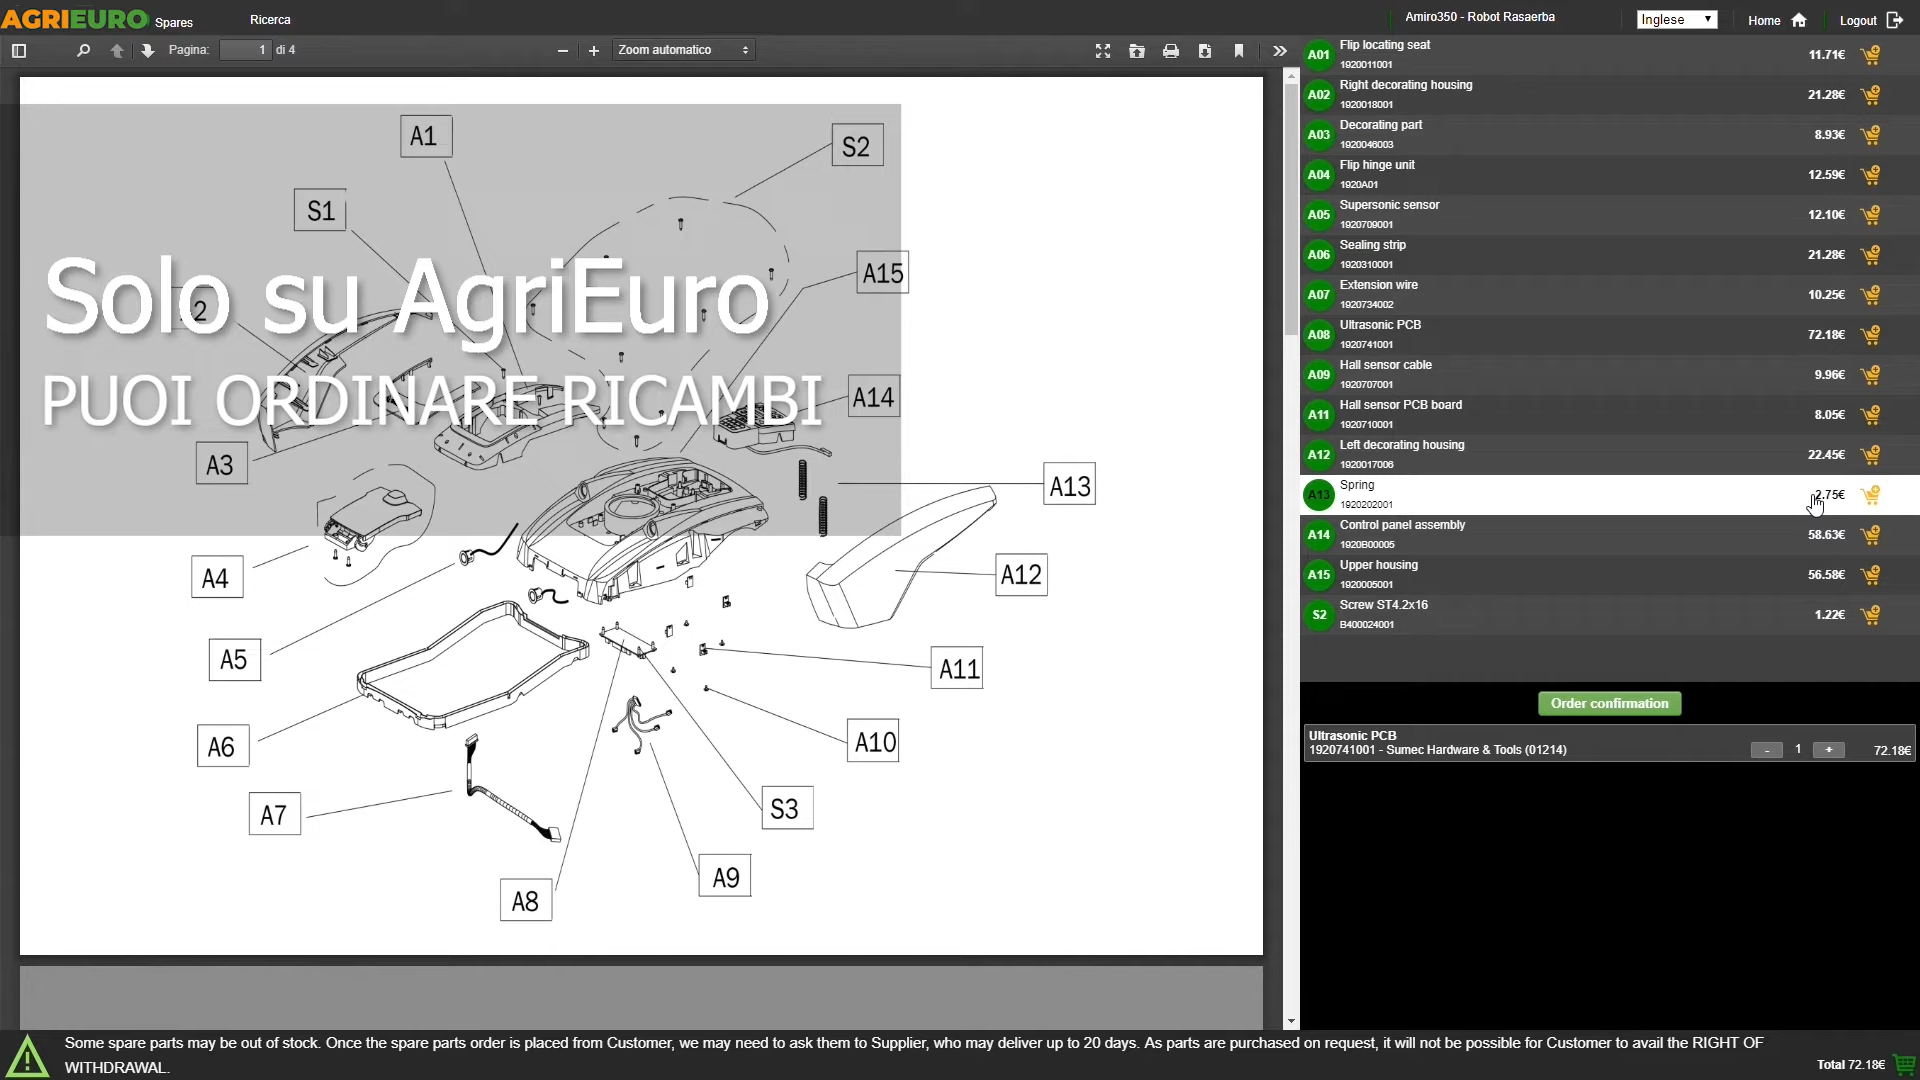 AGRIEURO Spares
Ricerca
Amiro350 - Robot Rasaerba
Inglese
Home
Logout
Pagina: 1 di 4
Zoom automatico
A1
S2
S1
A15
Solo su AgriEuro
PUOI ORDINARE RICAMBI
A14
A3
A13
A4
A12
A5
A11
A6
A10
A7
S3
A9
A8
A01 Flip locating seat 11.71€
1920011001
A02 Right decorating housing 21.28€
1920018001
A03 Decorating part 8.93€
1920046003
A04 Flip hinge unit 12.59€
1920A01
A05 Supersonic sensor 12.10€
1920709001
A06 Sealing strip 21.28€
1920310001
A07 Extension wire 10.25€
1920734002
A08 Ultrasonic PCB 72.18€
1920741001
A09 Hall sensor cable 9.96€
1920707001
A11 Hall sensor PCB board 8.05€
1920710001
A12 Left decorating housing 22.45€
1920017006
A13 Spring 2.75€
1920202001
A14 Control panel assembly 58.63€
1920B00005
A15 Upper housing 56.58€
1920005001
S2 Screw ST4.2x16 1.22€
B400024001
Order confirmation
Ultrasonic PCB
1920741001 - Sumec Hardware & Tools (01214) - 1 + 72.18€
Some spare parts may be out of stock. Once the spare parts order is placed from Customer, we may need to ask them to Supplier, who may deliver up to 20 days. As parts are purchased on request, it will not be possible for Customer to avail the RIGHT OF
WITHDRAWAL.
Total 72.18€